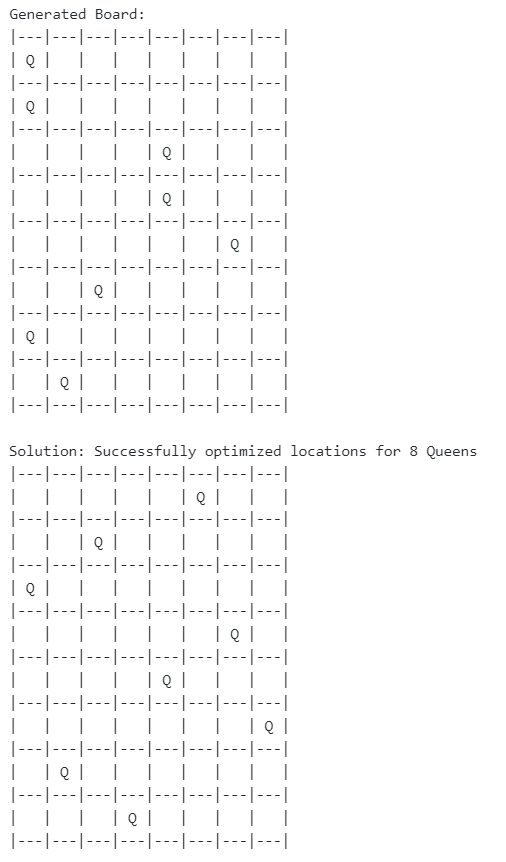 Generated Board:
|---|---|---|---|---|---|---|---|
| Q |   |   |   |   |   |   |   |
|---|---|---|---|---|---|---|---|
| Q |   |   |   |   |   |   |   |
|---|---|---|---|---|---|---|---|
|   |   |   |   | Q |   |   |   |
|---|---|---|---|---|---|---|---|
|   |   |   |   | Q |   |   |   |
|---|---|---|---|---|---|---|---|
|   |   |   |   |   |   | Q |   |
|---|---|---|---|---|---|---|---|
|   |   | Q |   |   |   |   |   |
|---|---|---|---|---|---|---|---|
| Q |   |   |   |   |   |   |   |
|---|---|---|---|---|---|---|---|
|   | Q |   |   |   |   |   |   |
|---|---|---|---|---|---|---|---|
Solution: Successfully optimized locations for 8 Queens
|---|---|---|---|---|---|---|---|
|   |   |   |   |   | Q |   |   |
|---|---|---|---|---|---|---|---|
|   |   | Q |   |   |   |   |   |
|---|---|---|---|---|---|---|---|
| Q |   |   |   |   |   |   |   |
|---|---|---|---|---|---|---|---|
|   |   |   |   |   |   | Q |   |
|---|---|---|---|---|---|---|---|
|   |   |   |   | Q |   |   |   |
|---|---|---|---|---|---|---|---|
|   |   |   |   |   |   |   | Q |
|---|---|---|---|---|---|---|---|
|   | Q |   |   |   |   |   |   |
|---|---|---|---|---|---|---|---|
|   |   |   | Q |   |   |   |   |
|---|---|---|---|---|---|---|---|